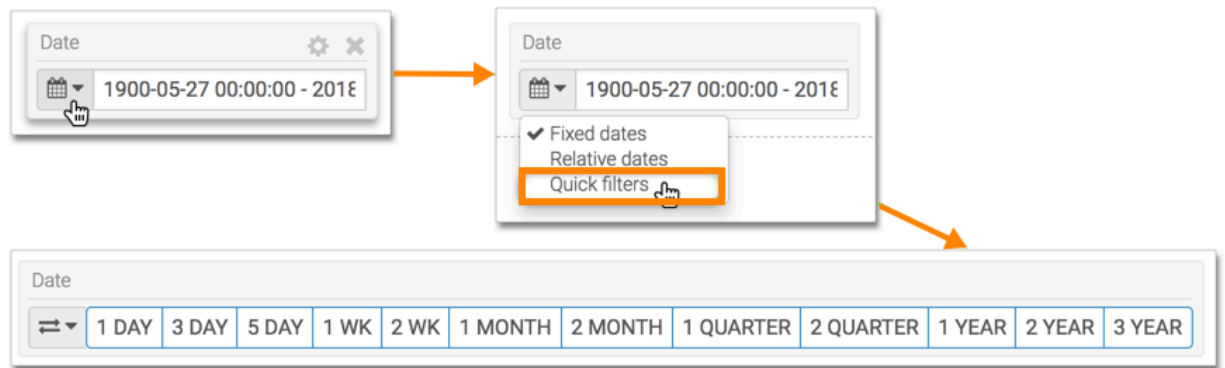 Date
1900-05-27 00:00:00 - 2018
Date
1900-05-27 00:00:00 - 2018
Fixed dates
Relative dates
Quick filters
Date
1 DAY 3 DAY 5 DAY 1 WK 2 WK 1 MONTH 2 MONTH 1 QUARTER 2 QUARTER 1 YEAR 2 YEAR 3 YEAR